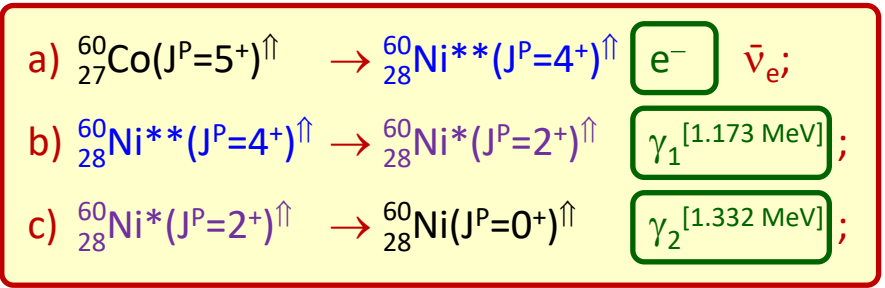 a) ⁶⁰₂₇Co(Jᴾ=5⁺)^⇑ → ⁶⁰₂₈Ni**(Jᴾ=4⁺)^⇑ e⁻ ν̄ₑ;
b) ⁶⁰₂₈Ni**(Jᴾ=4⁺)^⇑ → ⁶⁰₂₈Ni*(Jᴾ=2⁺)^⇑ γ₁^[1.173 MeV] ;
c) ⁶⁰₂₈Ni*(Jᴾ=2⁺)^⇑ → ⁶⁰₂₈Ni(Jᴾ=0⁺)^⇑ γ₂^[1.332 MeV] ;